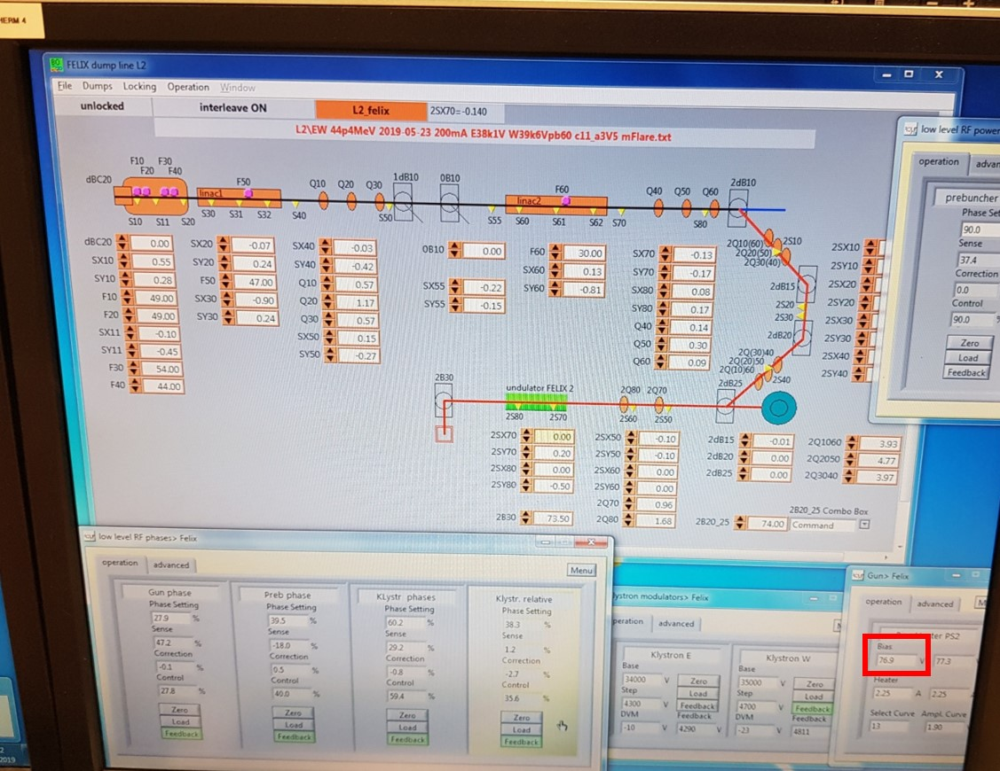 HERM 4
FELIX dump line L2
File Dumps Locking Operation Window
unlocked interleave ON L2_felix 2SX70=-0.140
L2\EW 44p4MeV 2019-05-23 200mA E38k1V W39k6Vpb60 c11_a3V5 mFlare.txt
dBC20 F10 F20 F30 F40 linac1 F50 Q10 Q20 Q30 1dB10 0B10 linac2 F60 Q40 Q50 Q60 2dB10
S10 S11 S20 S30 S31 S32 S40 S50 S55 S60 S61 S62 S70 S80
2Q10(60) 2S10
2Q20(50)
2Q30(40)
2dB15
2S20
2S30
2dB20
2Q(30)40
2Q(20)50
2Q(10)60
2S40
2dB25
dBC20 0.00
SX10 0.55
SY10 0.28
F10 49.00
F20 49.00
SX11 -0.10
SY11 -0.45
F30 54.00
F40 44.00
SX20 -0.07
SY20 0.24
F50 47.00
SX30 -0.90
SY30 0.24
SX40 -0.03
SY40 -0.42
Q10 0.57
Q20 1.17
Q30 0.57
SX50 0.15
SY50 -0.27
0B10 0.00
SX55 -0.22
SY55 -0.15
F60 30.00
SX60 0.13
SY60 -0.81
SX70 -0.13
SY70 -0.17
SX80 0.08
SY80 0.17
Q40 0.14
Q50 0.30
Q60 0.09
2SX10
2SY10
2SX20
2SY20
2SX30
2SY30
2SX40
2SY40
2B30 undulator FELIX 2 2Q80 2Q70
2S80 2S70 2S60 2S50
2SX70 0.00
2SY70 0.20
2SX80 0.00
2SY80 -0.50
2B30 73.50
2SX50 -0.10
2SY50 -0.10
2SX60 0.00
2SY60 0.00
2Q70 0.96
2Q80 1.68
2dB15 -0.01
2dB20 0.00
2dB25 0.00
2Q1060 3.93
2Q2050 4.77
2Q3040 3.97
2B20_25 74.00
2B20_25 Combo Box
Command
low level RF power
operation advan
prebuncher
Phase Set
90.0
Sense
37.4
Correction
0.0
Control
90.0 %
Zero
Load
Feedback
low level RF phases> Felix
operation advanced Menu
Gun phase
Phase Setting
27.9 %
Sense
47.2 %
Correction
-0.1 %
Control
27.8 %
Zero
Load
Feedback
Preb phase
Phase Setting
39.5 %
Sense
-18.0 %
Correction
0.5 %
Control
40.0 %
Zero
Load
Feedback
KLystr phases
Phase Setting
60.2 %
Sense
29.2 %
Correction
-0.8 %
Control
59.4 %
Zero
Load
Feedback
Klystr. relative
Phase Setting
38.3 %
Sense
1.2 %
Correction
-2.7 %
Control
35.6 %
Zero
Load
Feedback
lystron modulators> Felix
peration advanced
Klystron E
Base
34000 V Zero
Step Load
4300 V Feedback
DVM Feedback
-10 V 4290 V
Klystron W
Base
35000 V Zero
Step Load
4700 V Feedback
DVM Feedback
-23 V 4811
Gun> Felix
operation advanced M
ter PS2
Bias
76.9 V 77.3
Heater
2.25 A 2.25
Select Curve Ampl. Curve
13 1.90
2
2019